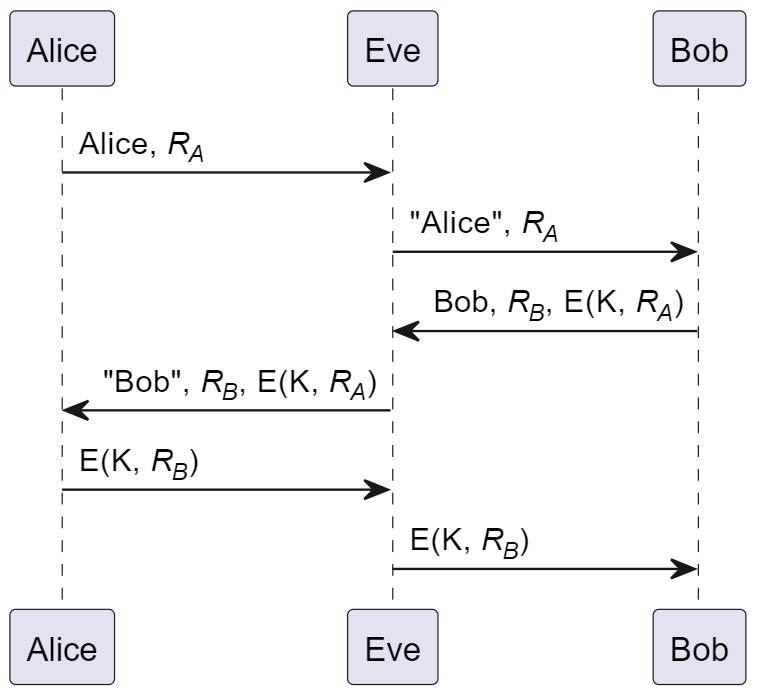 Alice Eve Bob
Alice, R_A
"Alice", R_A
Bob, R_B, E(K, R_A)
"Bob", R_B, E(K, R_A)
E(K, R_B)
E(K, R_B)
Alice Eve Bob